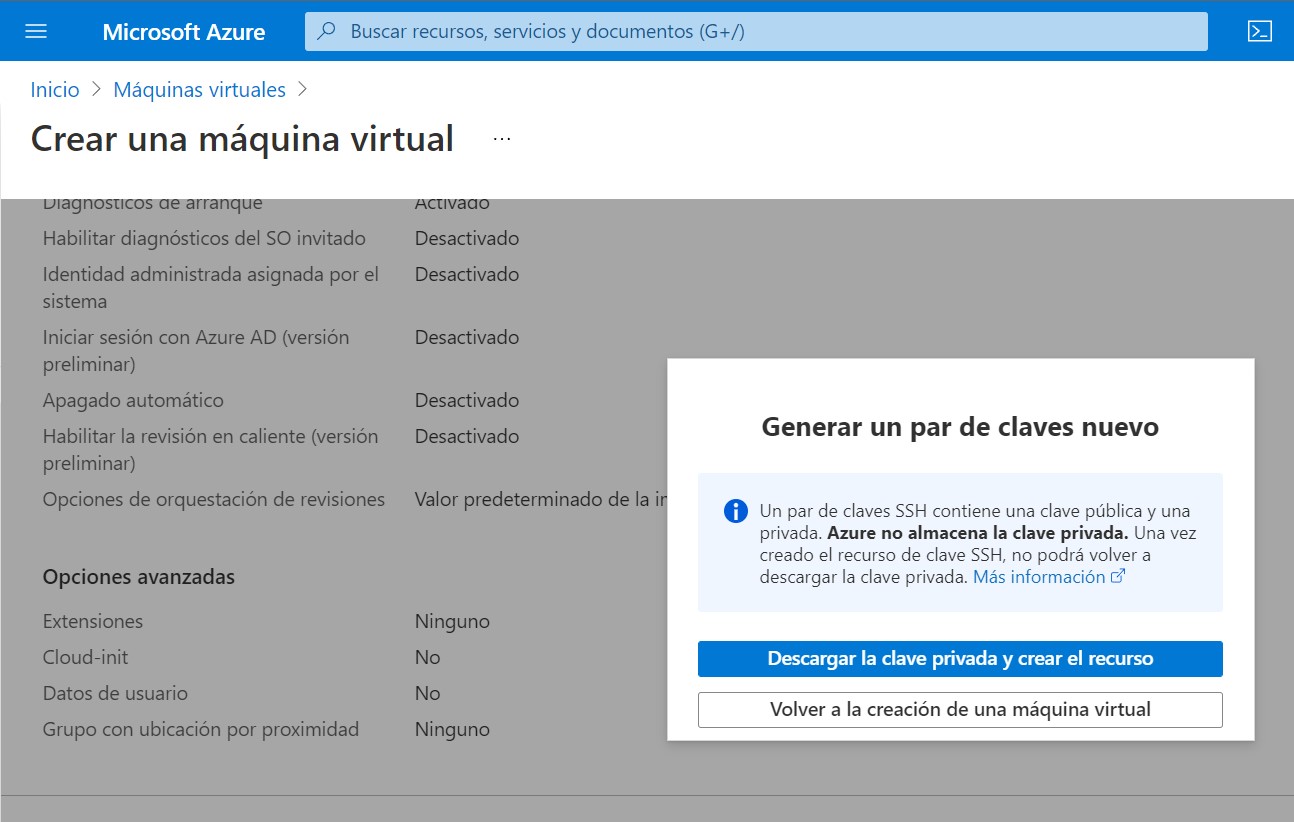 Microsoft Azure
Buscar recursos, servicios y documentos (G+/)
Inicio > Máquinas virtuales >
Crear una máquina virtual ...
Diagnósticos de arranque Activado
Habilitar diagnósticos del SO invitado Desactivado
Identidad administrada asignada por el Desactivado
sistema
Iniciar sesión con Azure AD (versión Desactivado
preliminar)
Apagado automático Desactivado
Habilitar la revisión en caliente (versión Desactivado
preliminar)
Opciones de orquestación de revisiones Valor predeterminado de la
Opciones avanzadas
Extensiones Ninguno
Cloud-init No
Datos de usuario No
Grupo con ubicación por proximidad Ninguno
Generar un par de claves nuevo
Un par de claves SSH contiene una clave pública y una
privada. Azure no almacena la clave privada. Una vez
creado el recurso de clave SSH, no podrá volver a
descargar la clave privada. Más información
Descargar la clave privada y crear el recurso
Volver a la creación de una máquina virtual